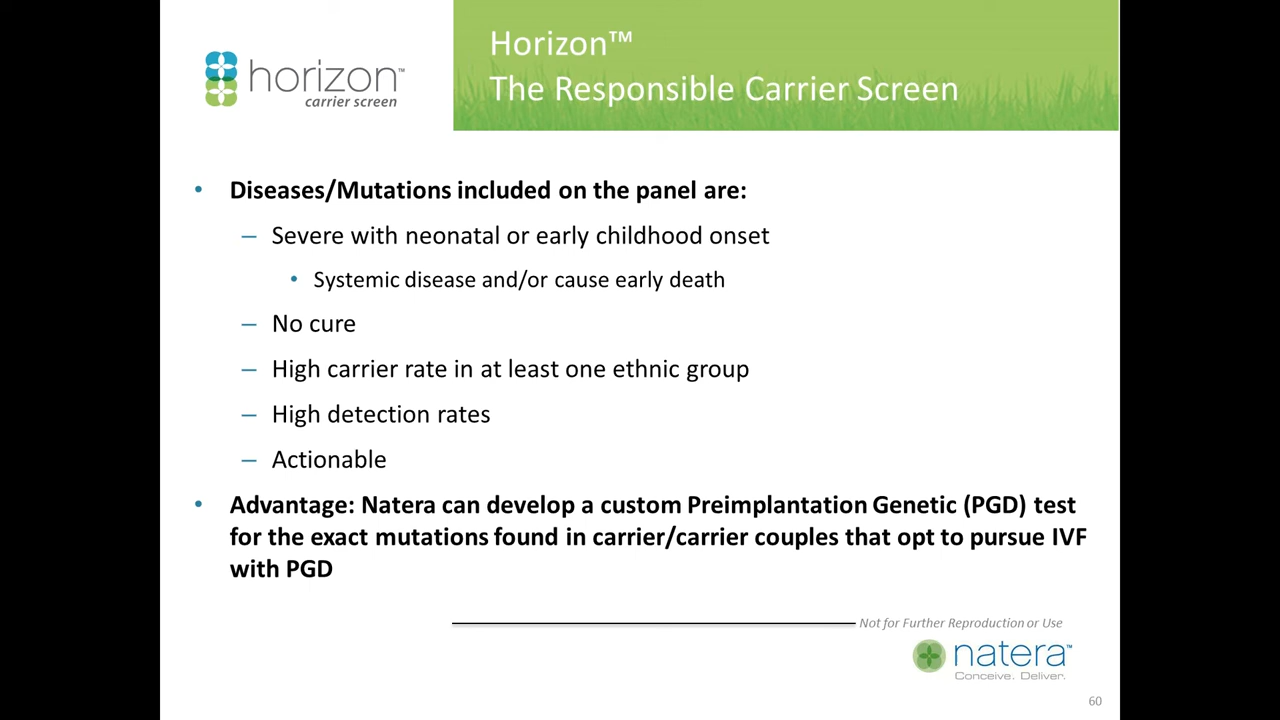 horizon™
carrier screen
Horizon™
The Responsible Carrier Screen
• Diseases/Mutations included on the panel are:
– Severe with neonatal or early childhood onset
• Systemic disease and/or cause early death
– No cure
– High carrier rate in at least one ethnic group
– High detection rates
– Actionable
• Advantage: Natera can develop a custom Preimplantation Genetic (PGD) test
for the exact mutations found in carrier/carrier couples that opt to pursue IVF
with PGD
Not for Further Reproduction or Use
natera™
Conceive. Deliver.
60